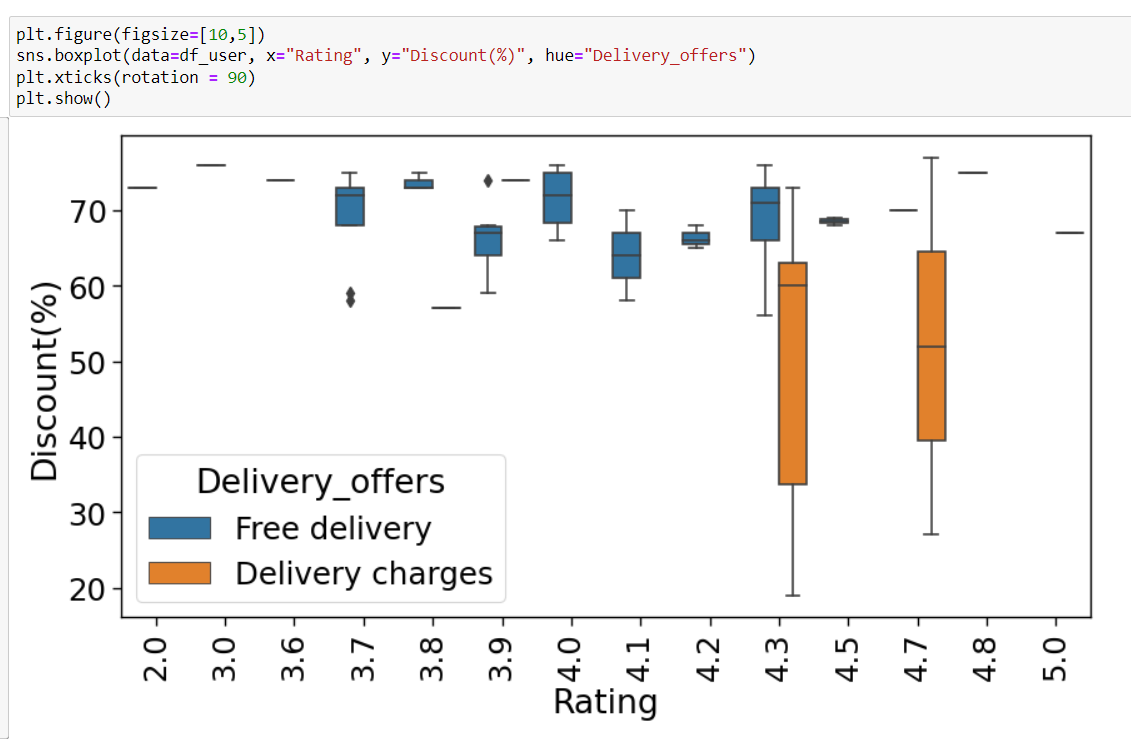 plt.figure(figsize=[10,5])
sns.boxplot(data=df_user, x="Rating", y="Discount(%)", hue="Delivery_offers")
plt.xticks(rotation = 90)
plt.show()
Discount(%)
70
60
50
40
30
20
Delivery_offers
Free delivery
Delivery charges
2.0
3.0
3.6
3.7
3.8
3.9
4.0
4.1
4.2
4.3
4.5
4.7
4.8
5.0
Rating